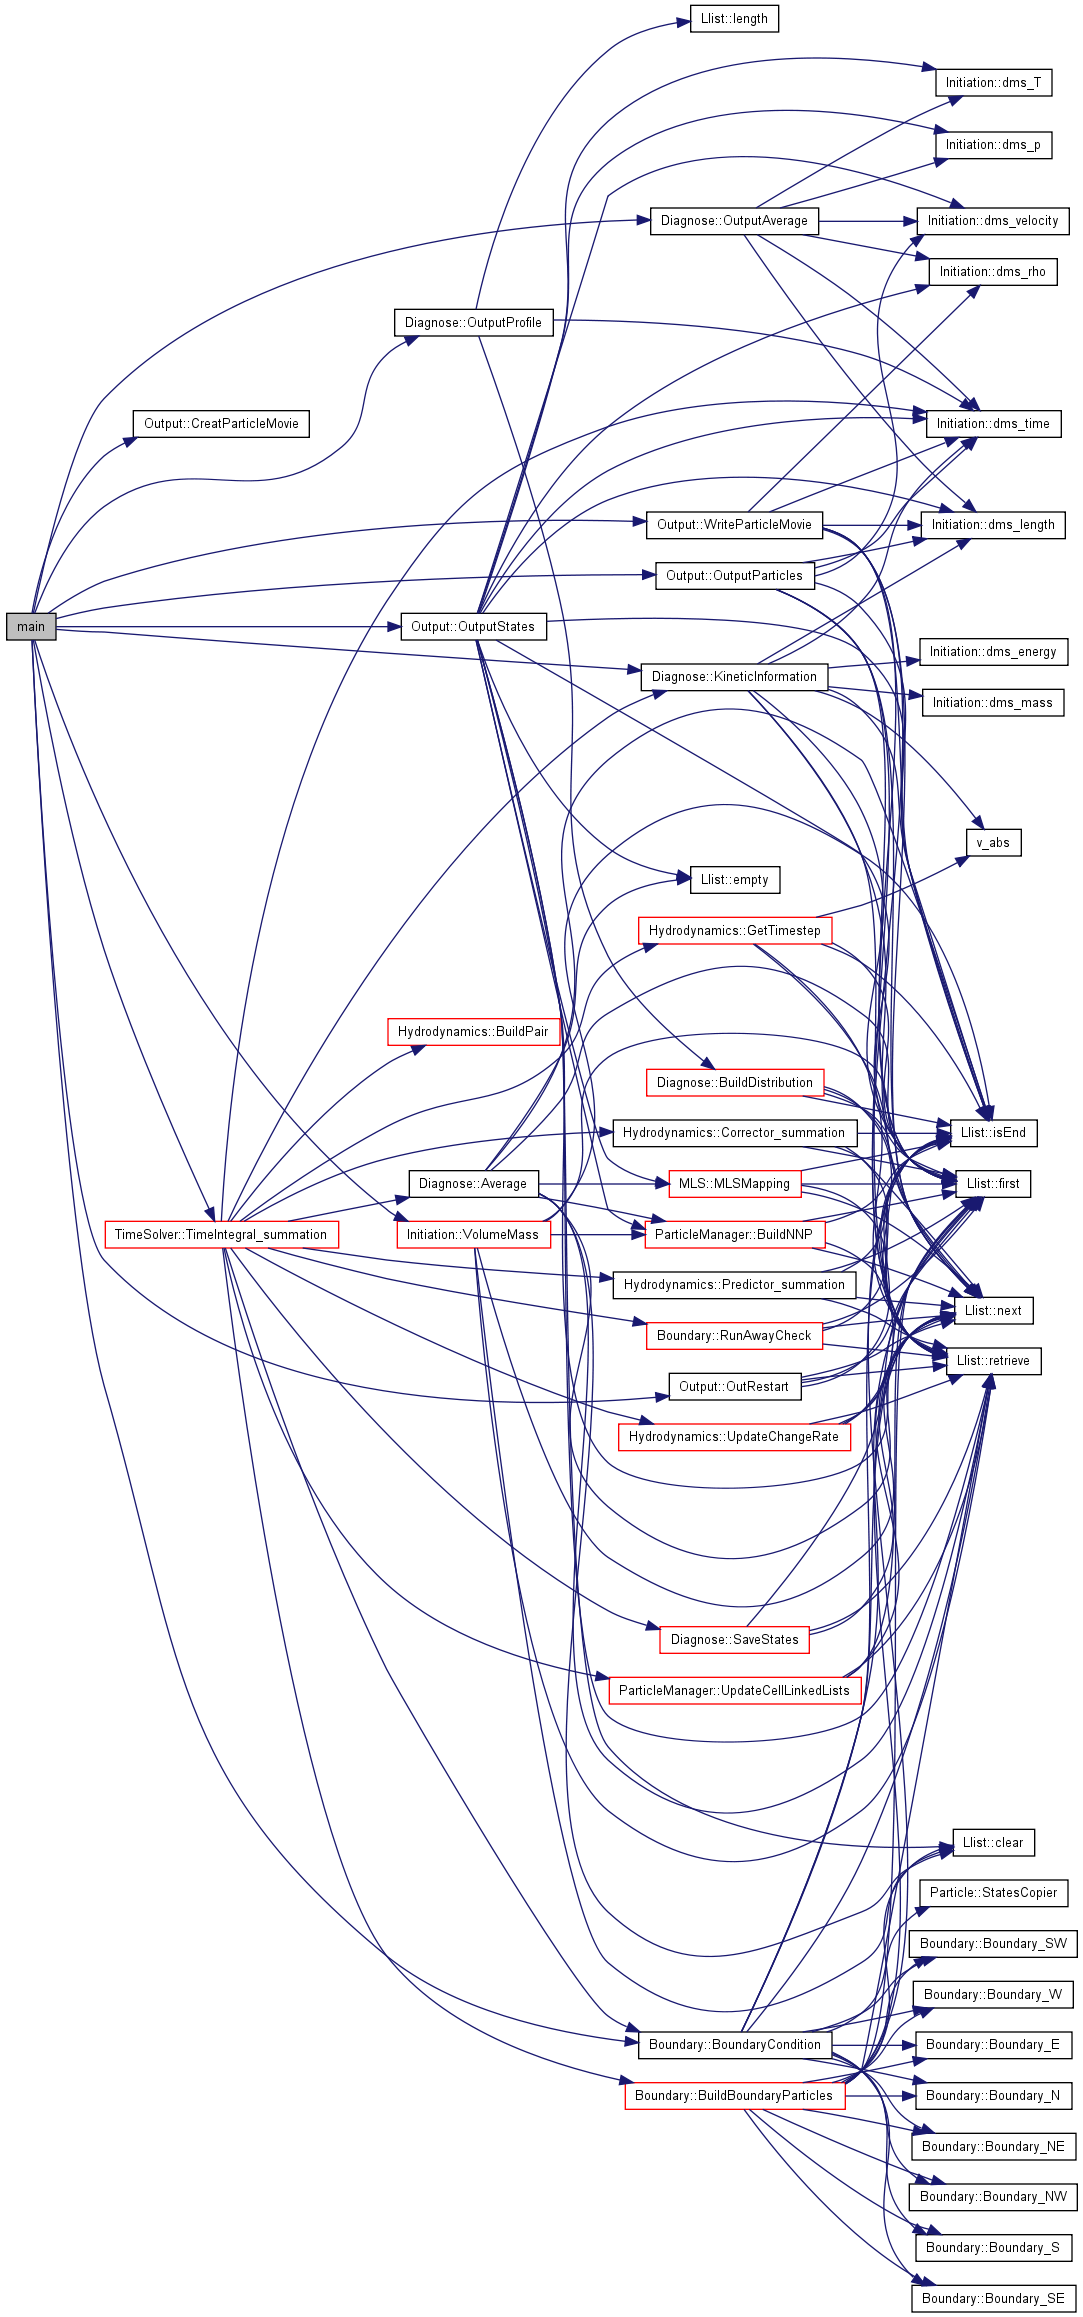 Llist::length
Initiation::dms_T
Initiation::dms_p
Diagnose::OutputAverage
Initiation::dms_velocity
Initiation::dms_rho
Diagnose::OutputProfile
Output::CreatParticleMovie
Initiation::dms_time
Output::WriteParticleMovie
Initiation::dms_length
Output::OutputParticles
main
Output::OutputStates
Initiation::dms_energy
Diagnose::KineticInformation
Initiation::dms_mass
v_abs
Llist::empty
Hydrodynamics::GetTimestep
Hydrodynamics::BuildPair
Diagnose::BuildDistribution
Hydrodynamics::Corrector_summation
Llist::isEnd
Diagnose::Average
MLS::MLSMapping
Llist::first
TimeSolver::TimeIntegral_summation
Initiation::VolumeMass
ParticleManager::BuildNNP
Hydrodynamics::Predictor_summation
Llist::next
Boundary::RunAwayCheck
Llist::retrieve
Output::OutRestart
Hydrodynamics::UpdateChangeRate
Diagnose::SaveStates
ParticleManager::UpdateCellLinkedLists
Llist::clear
Particle::StatesCopier
Boundary::Boundary_SW
Boundary::Boundary_W
Boundary::BoundaryCondition
Boundary::Boundary_E
Boundary::BuildBoundaryParticles
Boundary::Boundary_N
Boundary::Boundary_NE
Boundary::Boundary_NW
Boundary::Boundary_S
Boundary::Boundary_SE